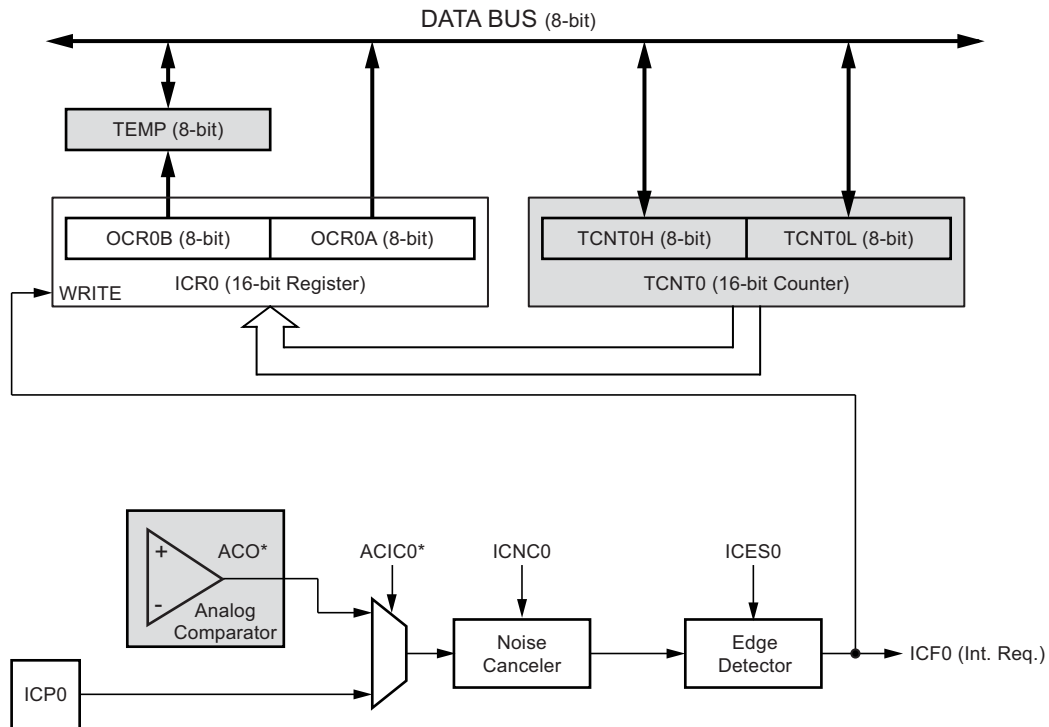 DATA BUS (8-bit)
TEMP (8-bit)
OCR0B (8-bit)
OCR0A (8-bit)
TCNT0H (8-bit)
TCNT0L (8-bit)
ICR0 (16-bit Register)
TCNT0 (16-bit Counter)
WRITE
+
ACO*
ACIC0*
ICNC0
ICES0
-
Analog
Comparator
Noise
Canceler
Edge
Detector
ICF0 (Int. Req.)
ICP0